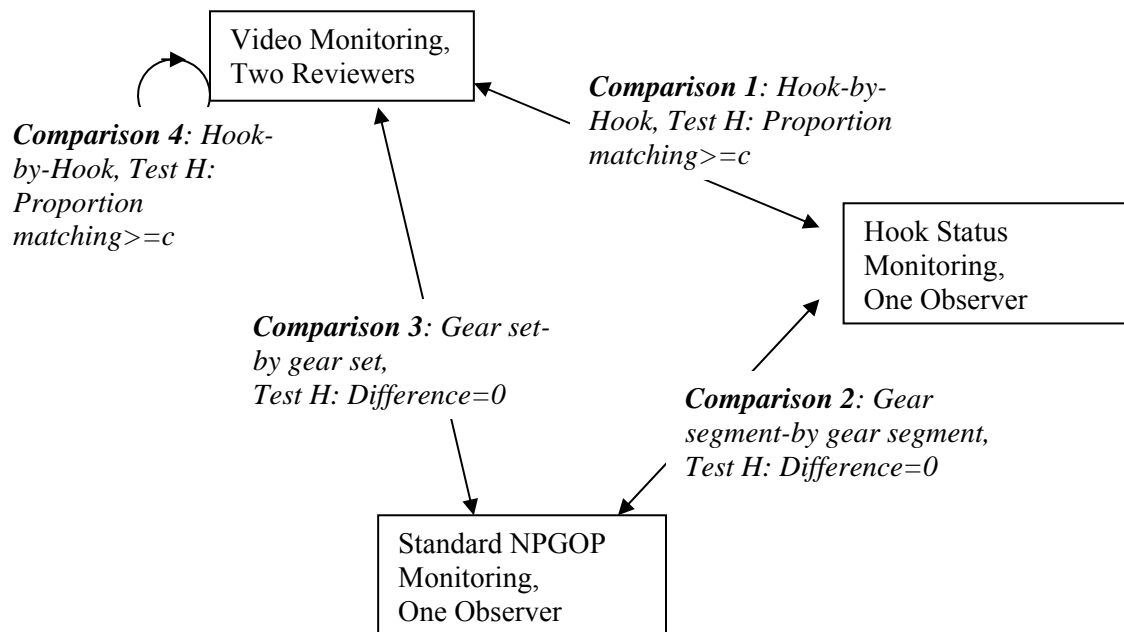 Video Monitoring,
Two Reviewers
Comparison 1: Hook-by-
Hook, Test H: Proportion
matching>=c
Comparison 4: Hook-
by-Hook, Test H:
Proportion
matching>=c
Hook Status
Monitoring,
One Observer
Comparison 3: Gear set-
by gear set,
Test H: Difference=0
Comparison 2: Gear
segment-by gear segment,
Test H: Difference=0
Standard NPGOP
Monitoring,
One Observer